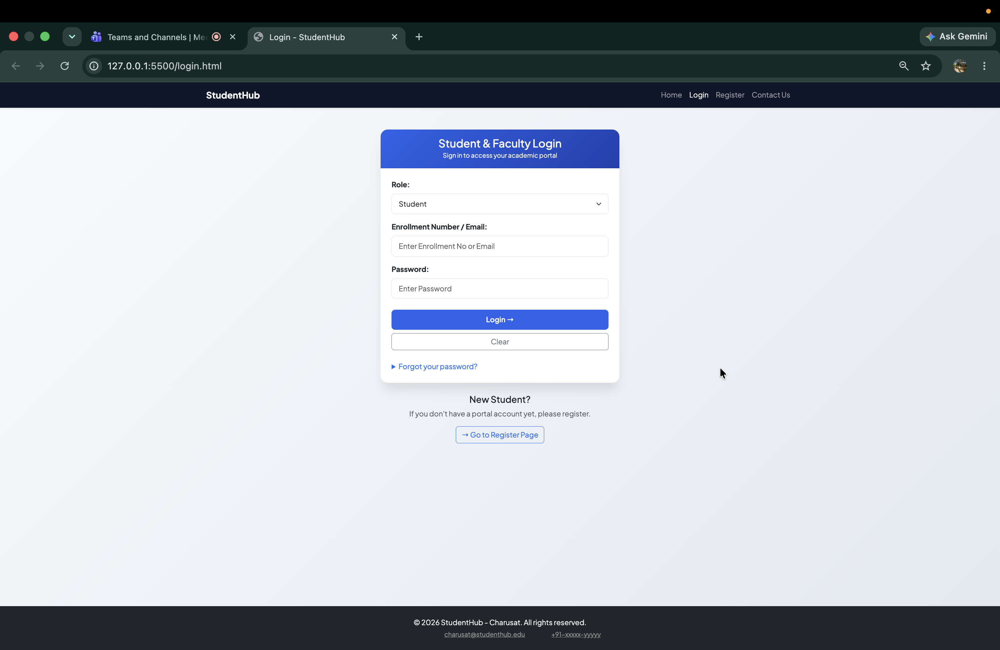 Teams and Channels | Me
Login - StudentHub
Ask Gemini
127.0.0.1:5500/login.html
StudentHub
Home Login Register Contact Us
Student & Faculty Login
Sign in to access your academic portal
Role:
Student
Enrollment Number / Email:
Enter Enrollment No or Email
Password:
Enter Password
Login →
Clear
▶ Forgot your password?
New Student?
If you don't have a portal account yet, please register.
→ Go to Register Page
© 2026 StudentHub - Charusat. All rights reserved.
charusat@studenthub.edu +91-xxxxx-yyyyy